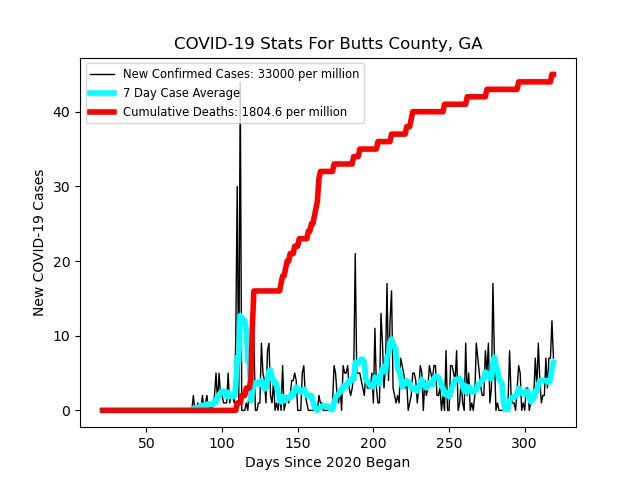 COVID-19 Stats For Butts County, GA
New Confirmed Cases: 33000 per million
7 Day Case Average
Cumulative Deaths: 1804.6 per million
New COVID-19 Cases
40
30
20
10
0
50
100
150
200
250
300
Days Since 2020 Began